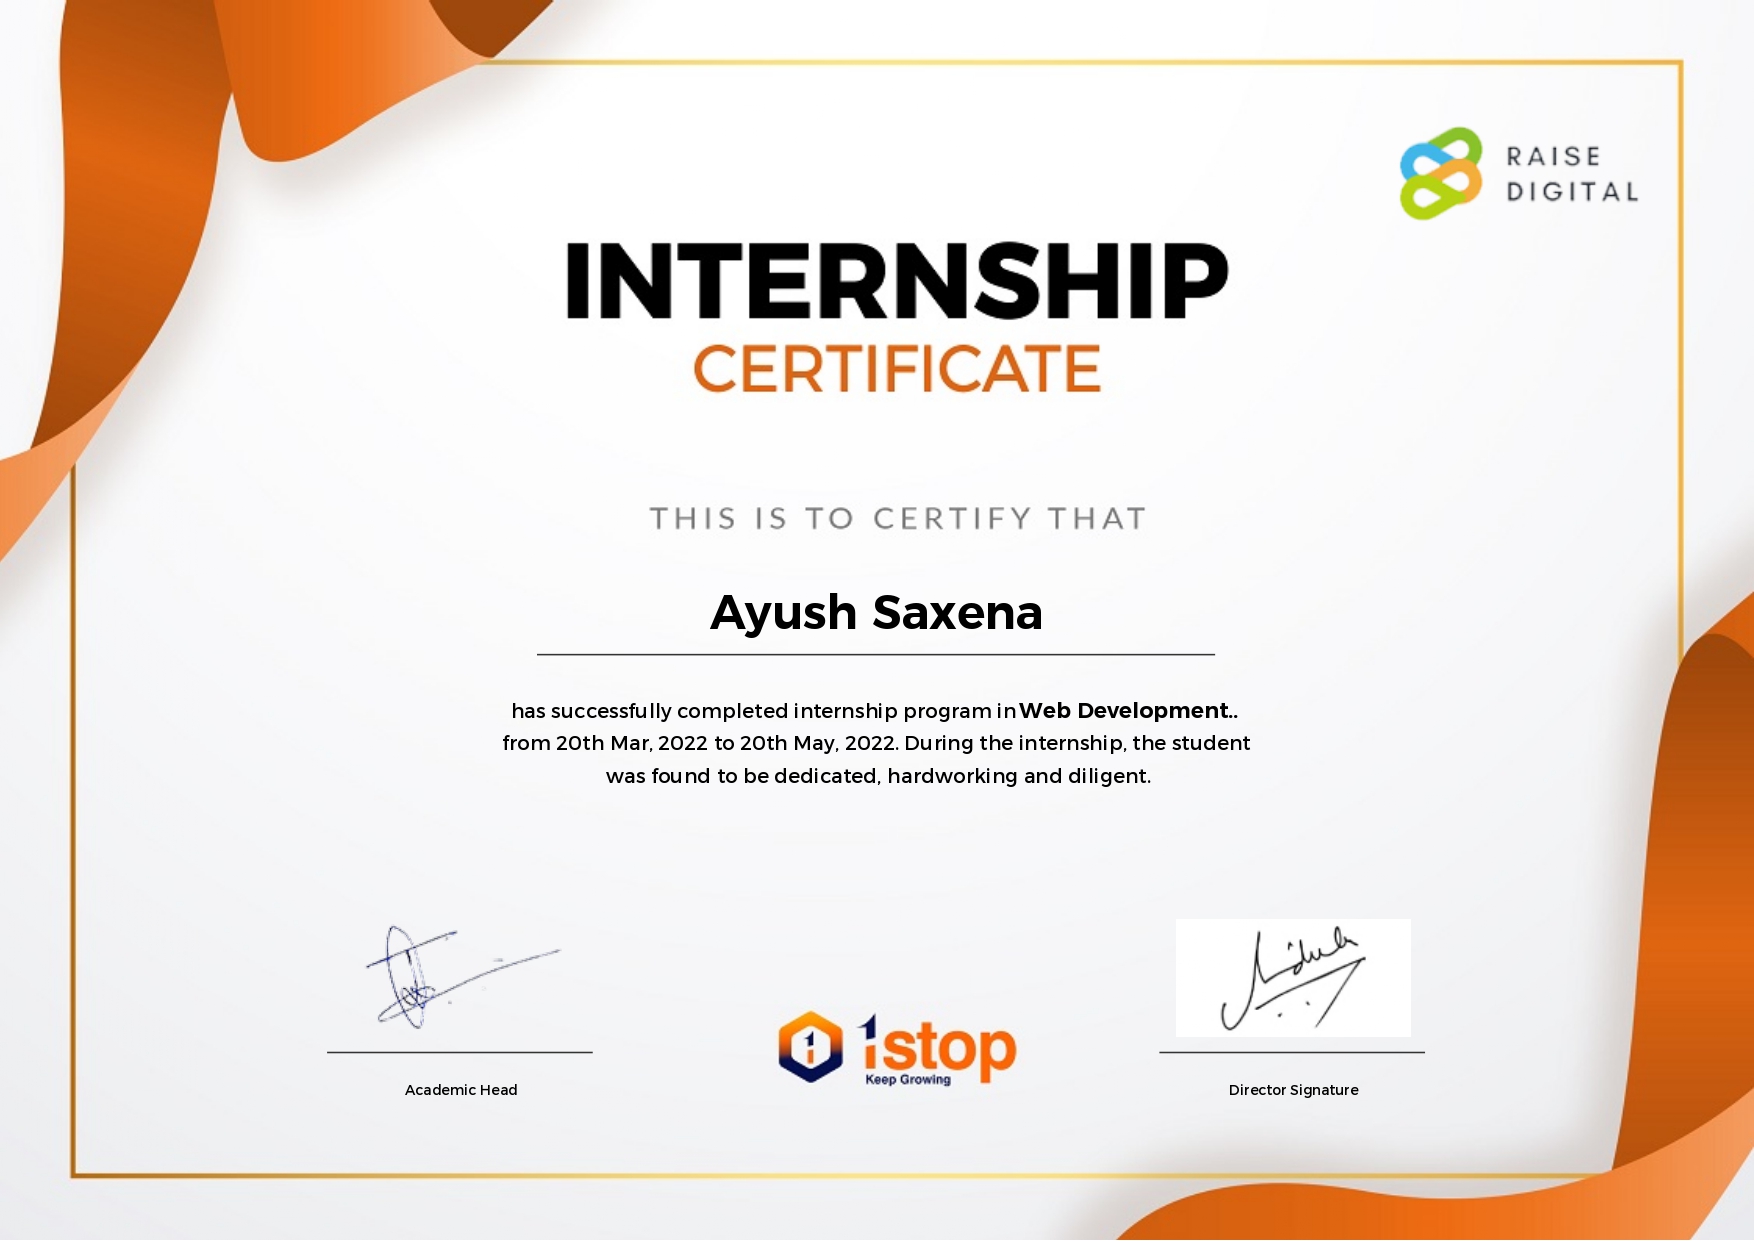 RAISE
DIGITAL
INTERNSHIP
CERTIFICATE
THIS IS TO CERTIFY THAT
Ayush Saxena
has successfully completed internship program in Web Development..
from 20th Mar, 2022 to 20th May, 2022. During the internship, the student
was found to be dedicated, hardworking and diligent.
1stop
Keep Growing
Academic Head
Director Signature